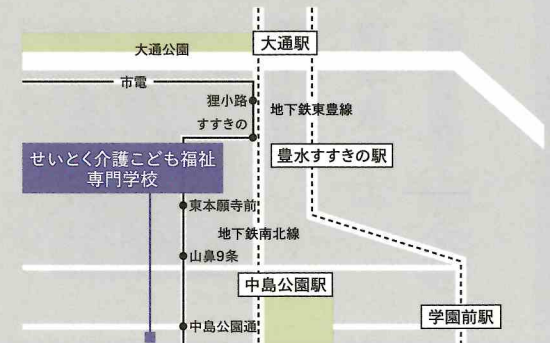 大通公園
大通駅
市電
狸小路
地下鉄東豊線
すすきの
豊水すすきの駅
せいとく介護こども福祉
専門学校
東本願寺前
地下鉄南北線
山鼻9条
中島公園駅
学園前駅
中島公園通